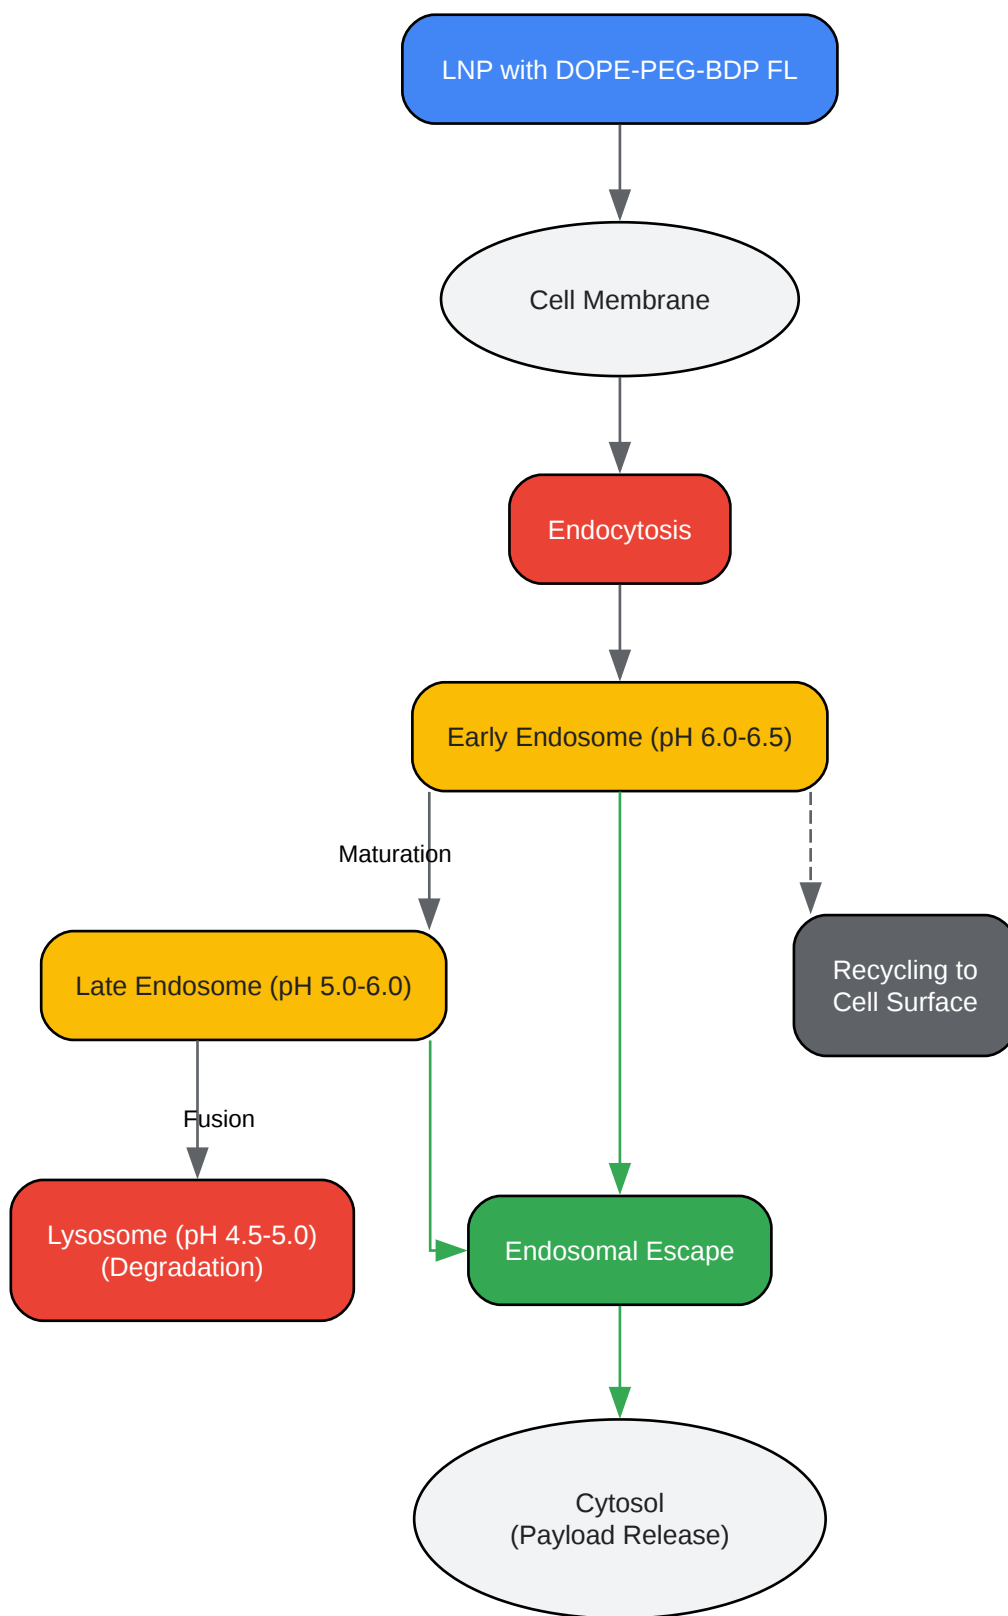 LNP with DOPE-PEG-BDP FL
Cell Membrane
Endocytosis
Early Endosome (pH 6.0-6.5)
Maturation
Late Endosome (pH 5.0-6.0)
Recycling to
Cell Surface
Fusion
Lysosome (pH 4.5-5.0)
(Degradation)
Endosomal Escape
Cytosol
(Payload Release)